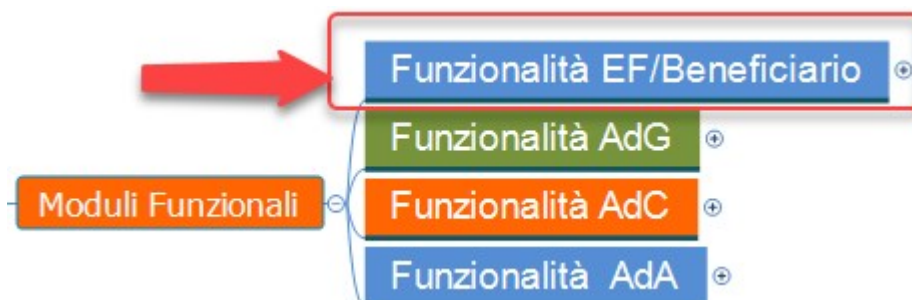 Funzionalità EF/Beneficiario
Funzionalità AdG
Moduli Funzionali
Funzionalità AdC
Funzionalità AdA